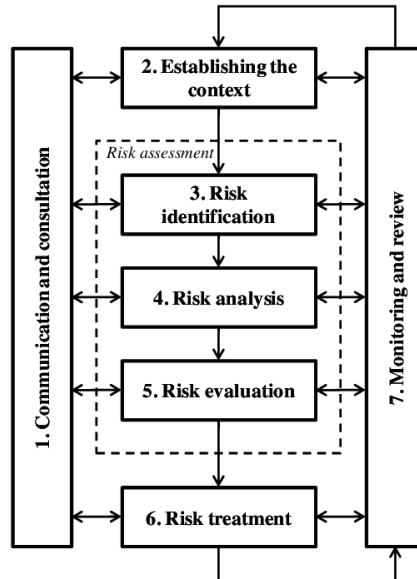 2. Establishing the
context
Risk assessment
3. Risk
identification
4. Risk analysis
5. Risk evaluation
6. Risk treatment
1. Communication and consultation
7. Monitoring and review